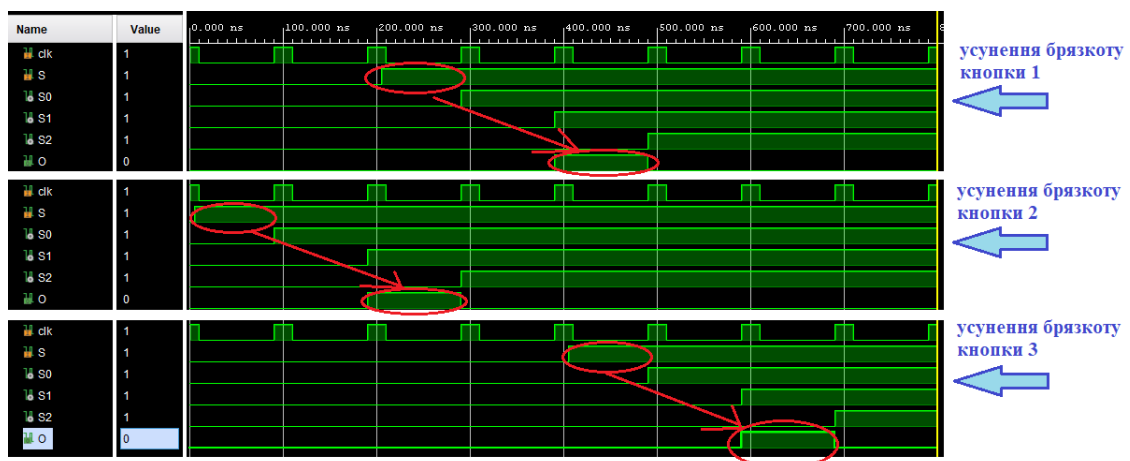 Name Value 0.000 ns 100.000 ns 200.000 ns 300.000 ns 400.000 ns 500.000 ns 600.000 ns 700.000 ns 8
clk 1
S 1
S0 1
S1 1
S2 1
O 0
усунення брязкоту
кнопки 1
clk 1
S 1
S0 1
S1 1
S2 1
O 0
усунення брязкоту
кнопки 2
clk 1
S 1
S0 1
S1 1
S2 1
O 0
усунення брязкоту
кнопки 3